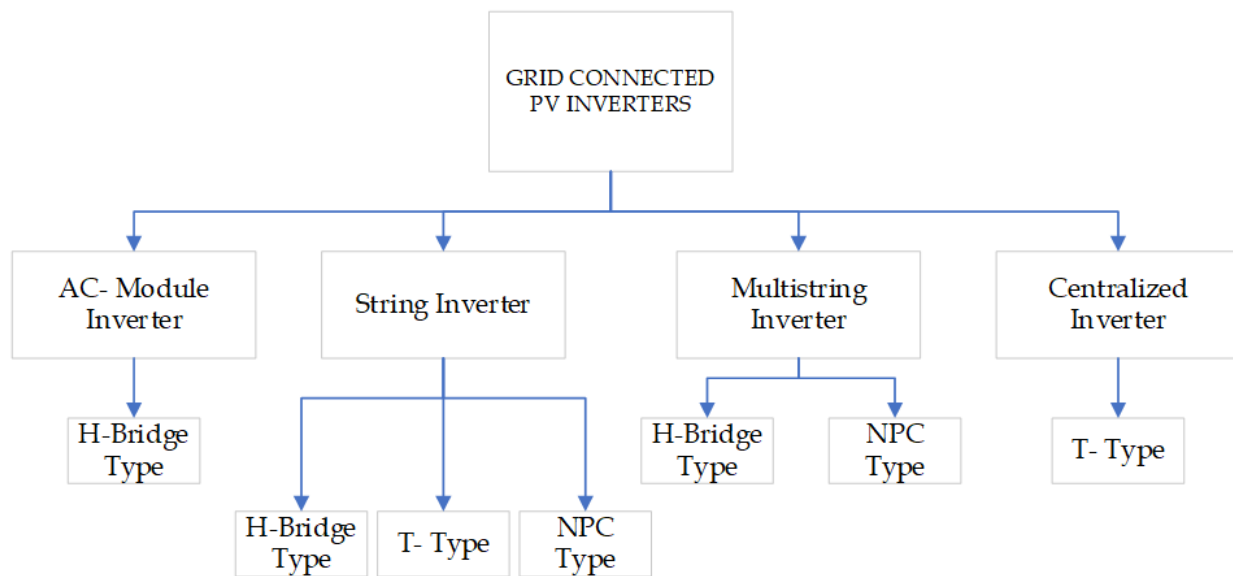 GRID CONNECTED
PV INVERTERS
AC- Module
Inverter
String Inverter
Multistring
Inverter
Centralized
Inverter
H-Bridge
Type
H-Bridge
Type
T- Type
NPC
Type
H-Bridge
Type
NPC
Type
T- Type